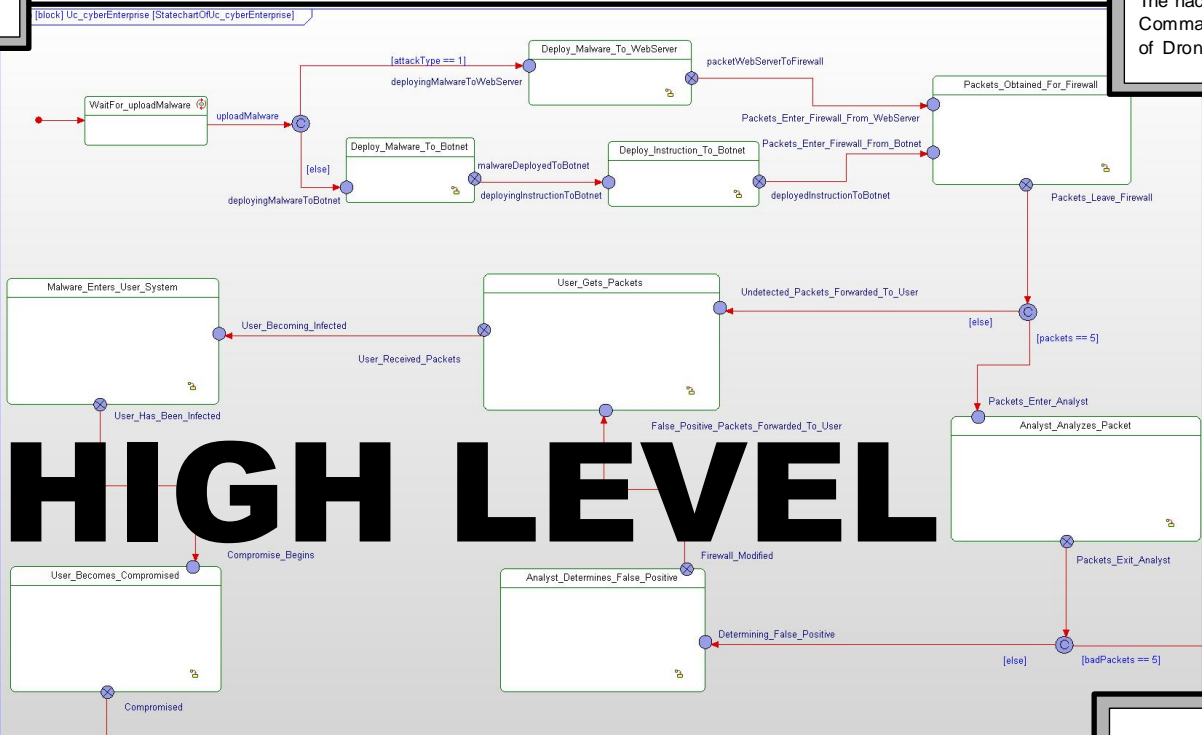 [block] Uc_cyberEnterprise [StatechartOfUc_cyberEnterprise]
Comma
of Dron
Deploy_Malware_To_WebServer
[attackType == 1]
packetWebServerToFirewall
deployingMalwareToWebServer
Packets_Obtained_For_Firewall
WaitFor_uploadMalware
uploadMalware
Packets_Enter_Firewall_From_WebServer
Deploy_Malware_To_Botnet
Deploy_Instruction_To_Botnet
Packets_Enter_Firewall_From_Botnet
[else]
malwareDeployedToBotnet
deployingMalwareToBotnet
deployingInstructionToBotnet
deployedInstructionToBotnet
Packets_Leave_Firewall
Malware_Enters_User_System
User_Gets_Packets
Undetected_Packets_Forwarded_To_User
[else]
User_Becoming_Infected
[packets == 5]
User_Received_Packets
Packets_Enter_Analyst
User_Has_Been_Infected
False_Positive_Packets_Forwarded_To_User
Analyst_Analyzes_Packet
HIGH LEVEL
Compromise_Begins
Firewall_Modified
Packets_Exit_Analyst
User_Becomes_Compromised
Analyst_Determines_False_Positive
Determining_False_Positive
[else]
[badPackets == 5]
Compromised